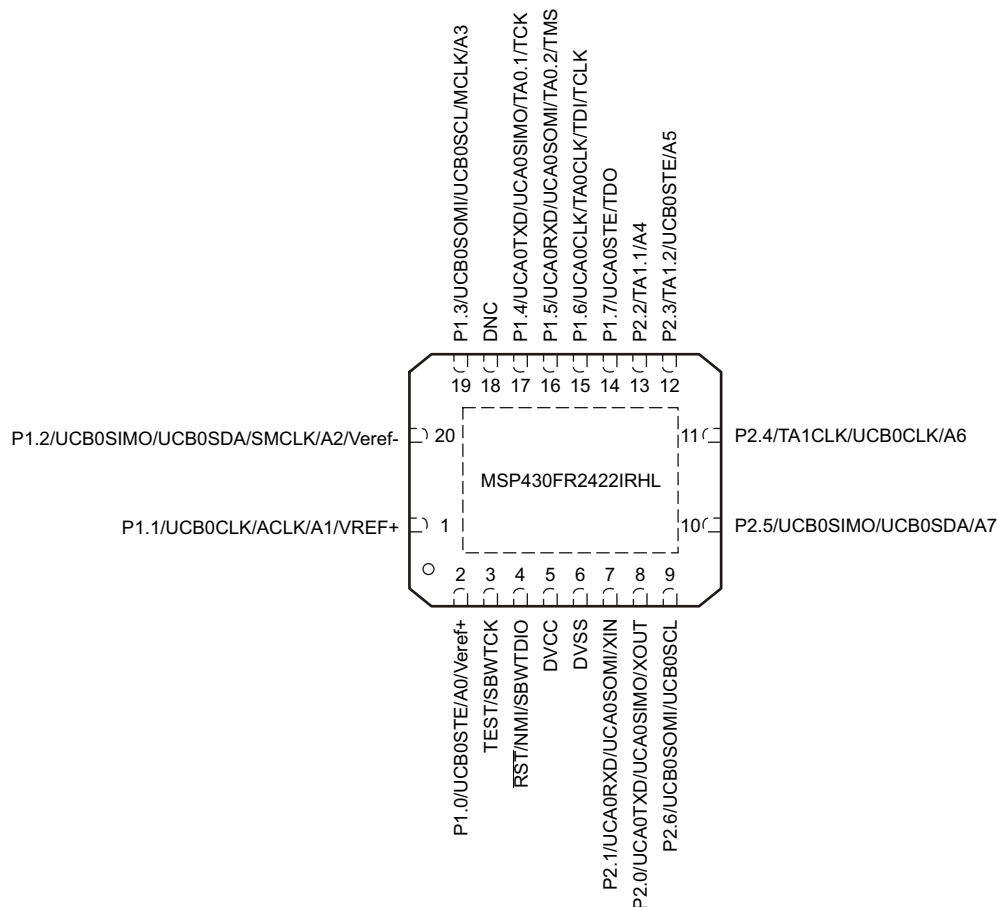 P1.3/UCB0SOMI/UCB0SCL/MCLK/A3
DNC
P1.4/UCA0TXD/UCA0SIMO/TA0.1/TCK
P1.5/UCA0RXD/UCA0SOMI/TA0.2/TMS
P1.6/UCA0CLK/TA0CLK/TDI/TCLK
P1.7/UCA0STE/TDO
P2.2/TA1.1/A4
P2.3/TA1.2/UCB0STE/A5
19 18 17 16 15 14 13 12
P1.2/UCB0SIMO/UCB0SDA/SMCLK/A2/Veref- 20
11 P2.4/TA1CLK/UCB0CLK/A6
MSP430FR2422IRHL
P1.1/UCB0CLK/ACLK/A1/VREF+ 1
10 P2.5/UCB0SIMO/UCB0SDA/A7
2 3 4 5 6 7 8 9
P1.0/UCB0STE/A0/Veref+
TEST/SBWTCK
RST/NMI/SBWTDIO
DVCC
DVSS
P2.1/UCA0RXD/UCA0SOMI/XIN
P2.0/UCA0TXD/UCA0SIMO/XOUT
P2.6/UCB0SOMI/UCB0SCL